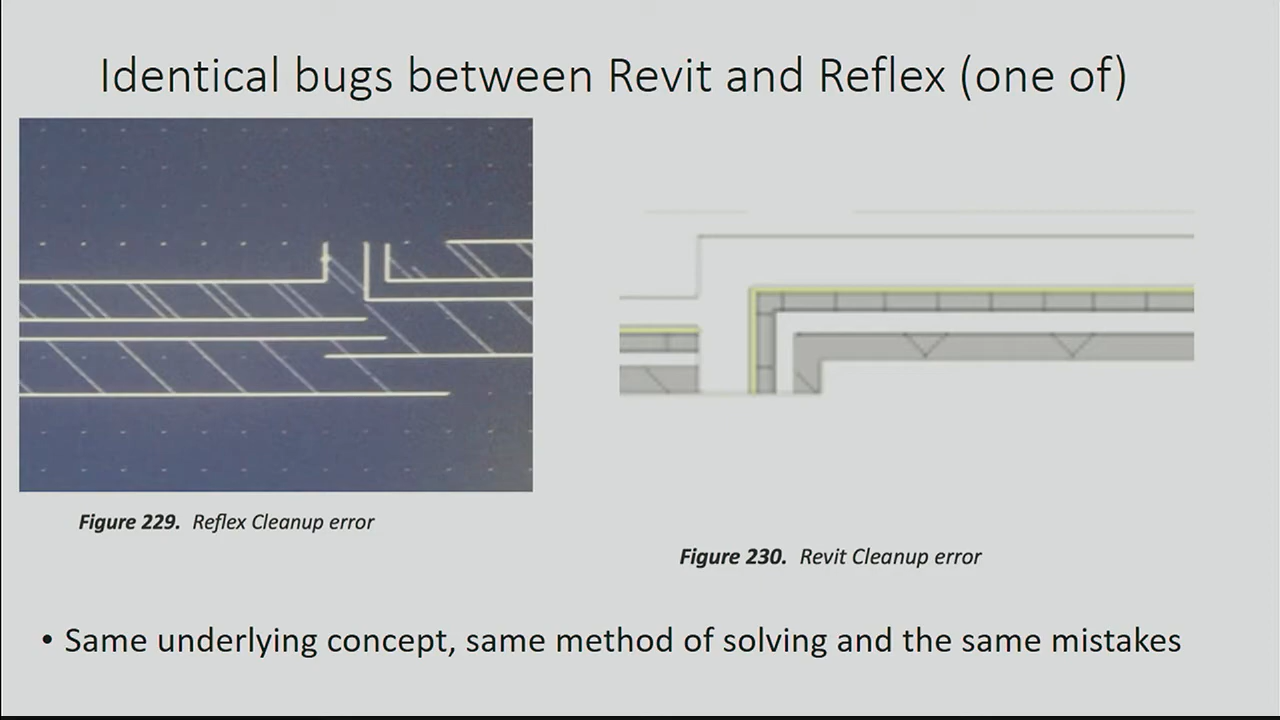 Identical bugs between Revit and Reflex (one of)
Figure 229. Reflex Cleanup error
Figure 230. Revit Cleanup error
• Same underlying concept, same method of solving and the same mistakes